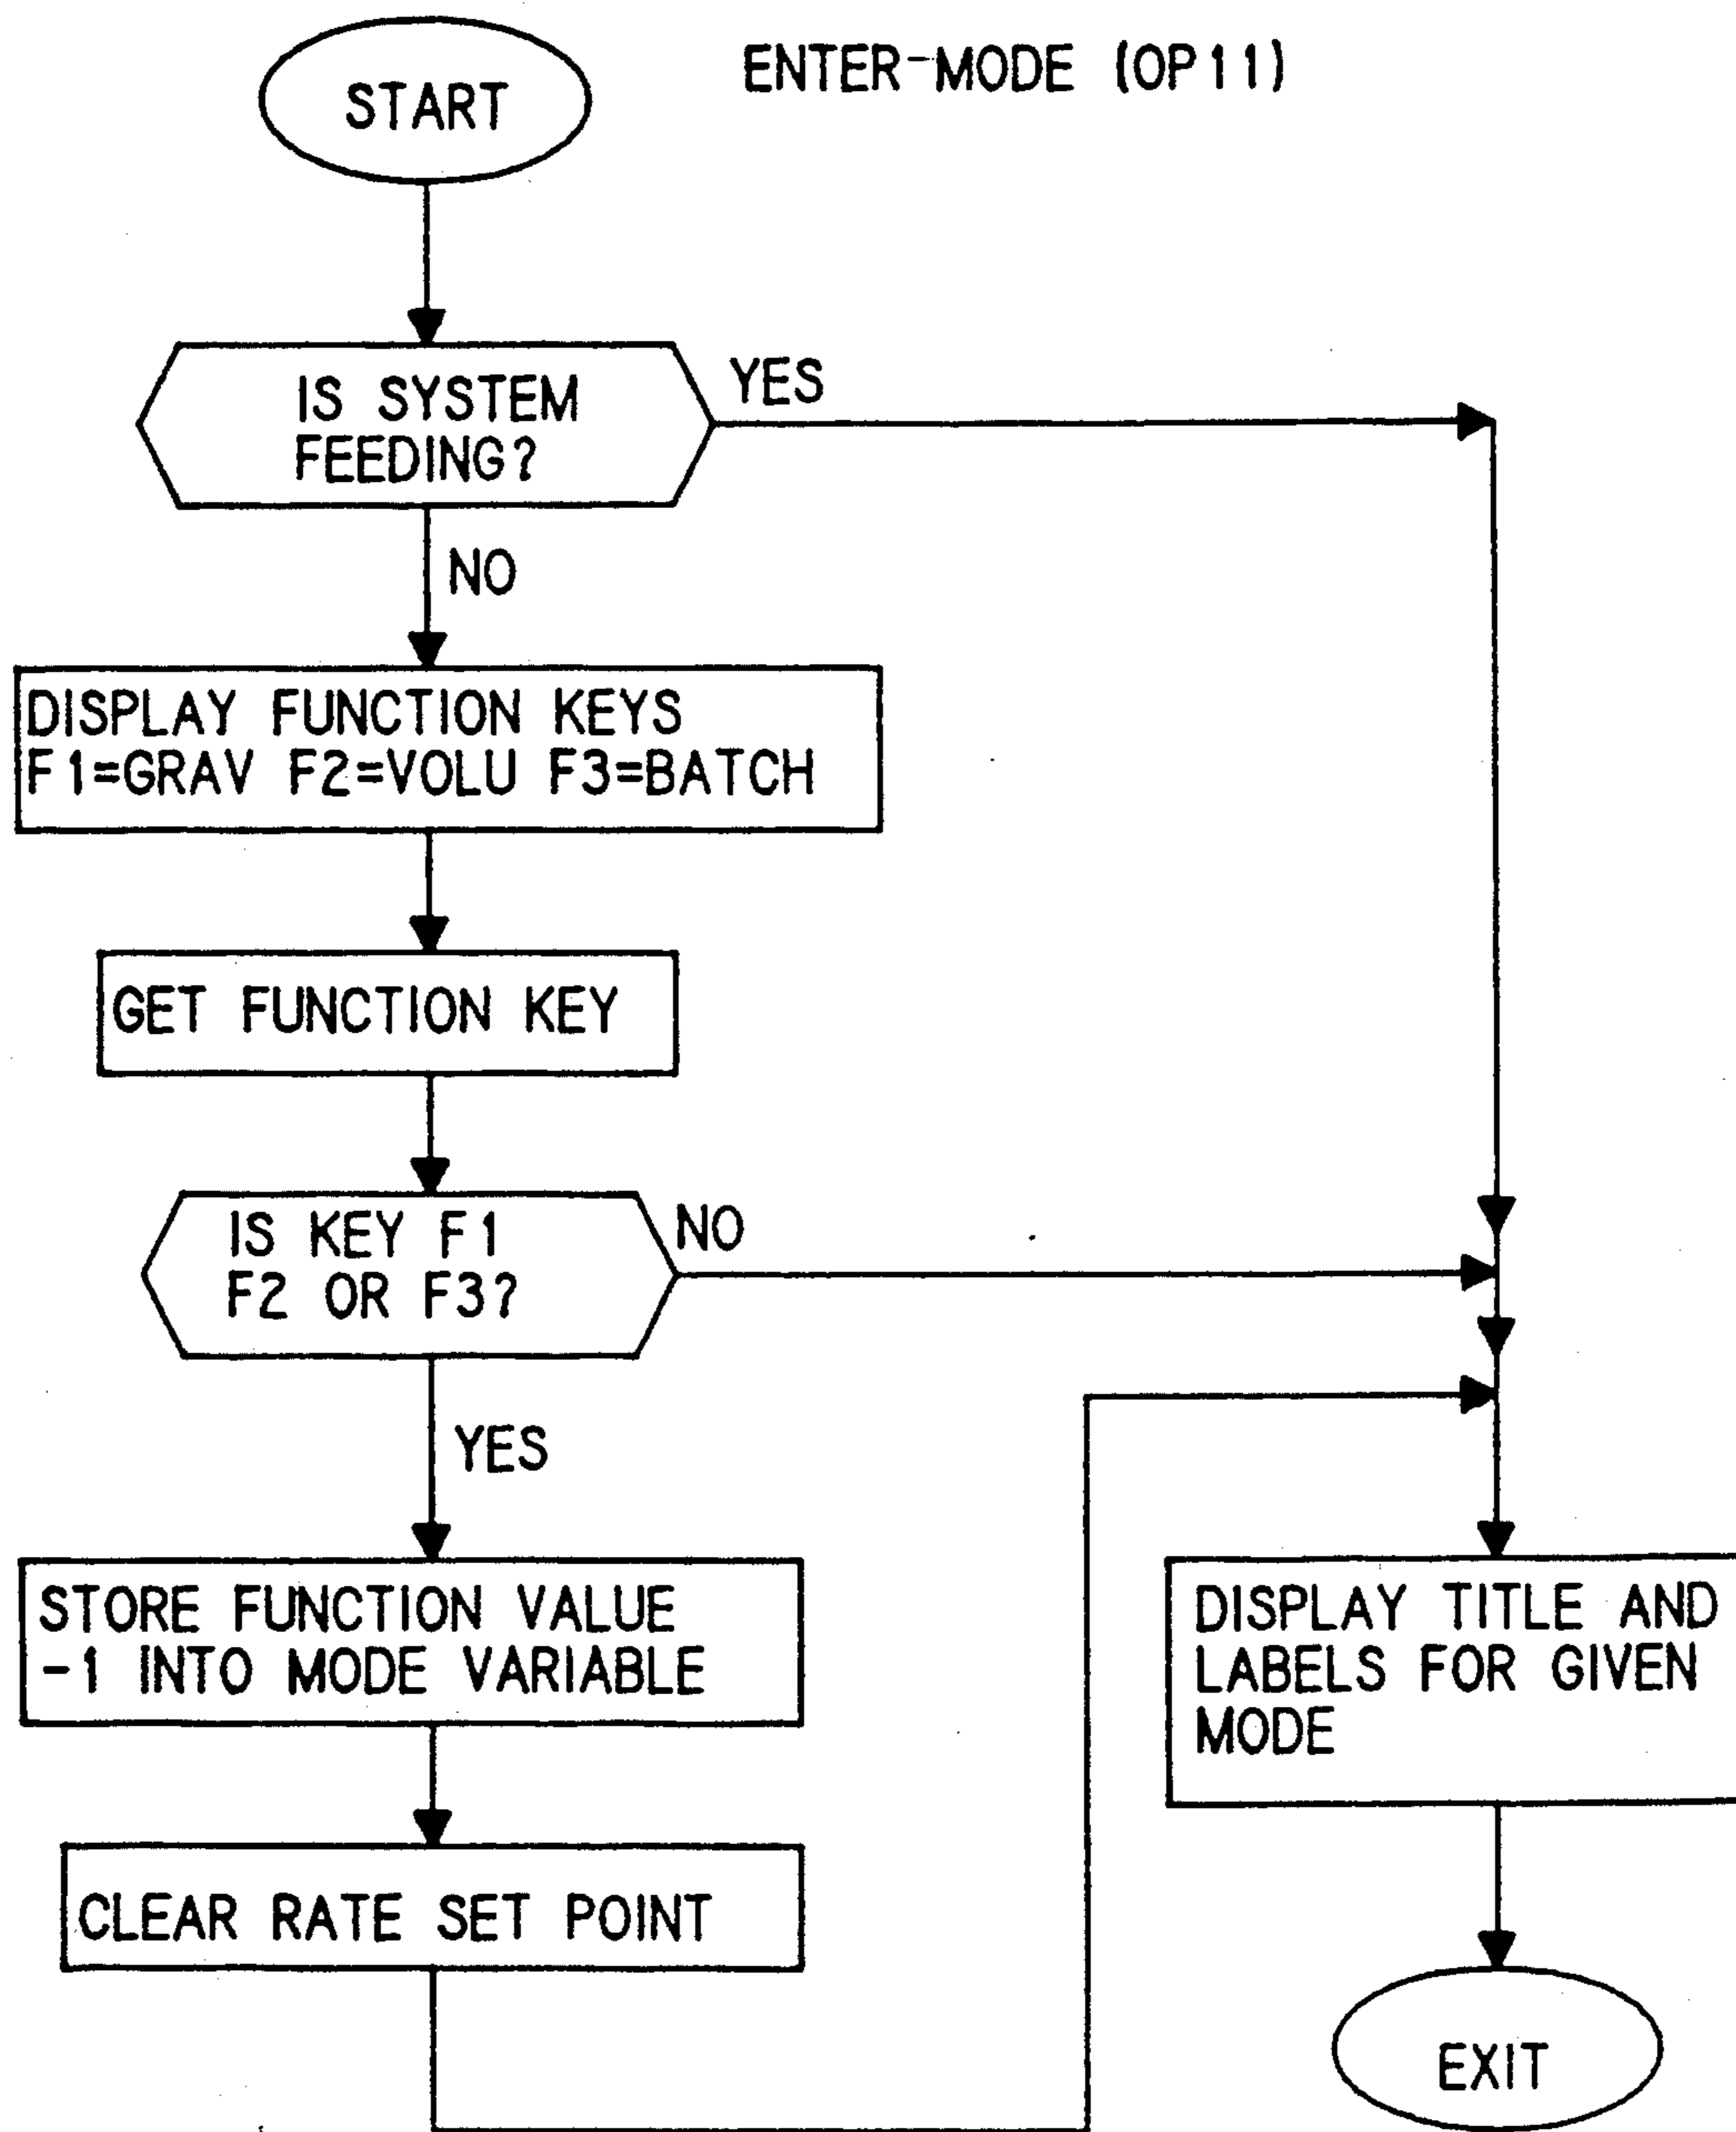 ENTER-MODE (OP11)
START
IS SYSTEM
FEEDING?
YES
NO
DISPLAY FUNCTION KEYS
F1=GRAV F2=VOLU F3=BATCH
GET FUNCTION KEY
IS KEY F1
F2 OR F3?
NO
YES
STORE FUNCTION VALUE
-1 INTO MODE VARIABLE
CLEAR RATE SET POINT
DISPLAY TITLE AND
LABELS FOR GIVEN
MODE
EXIT